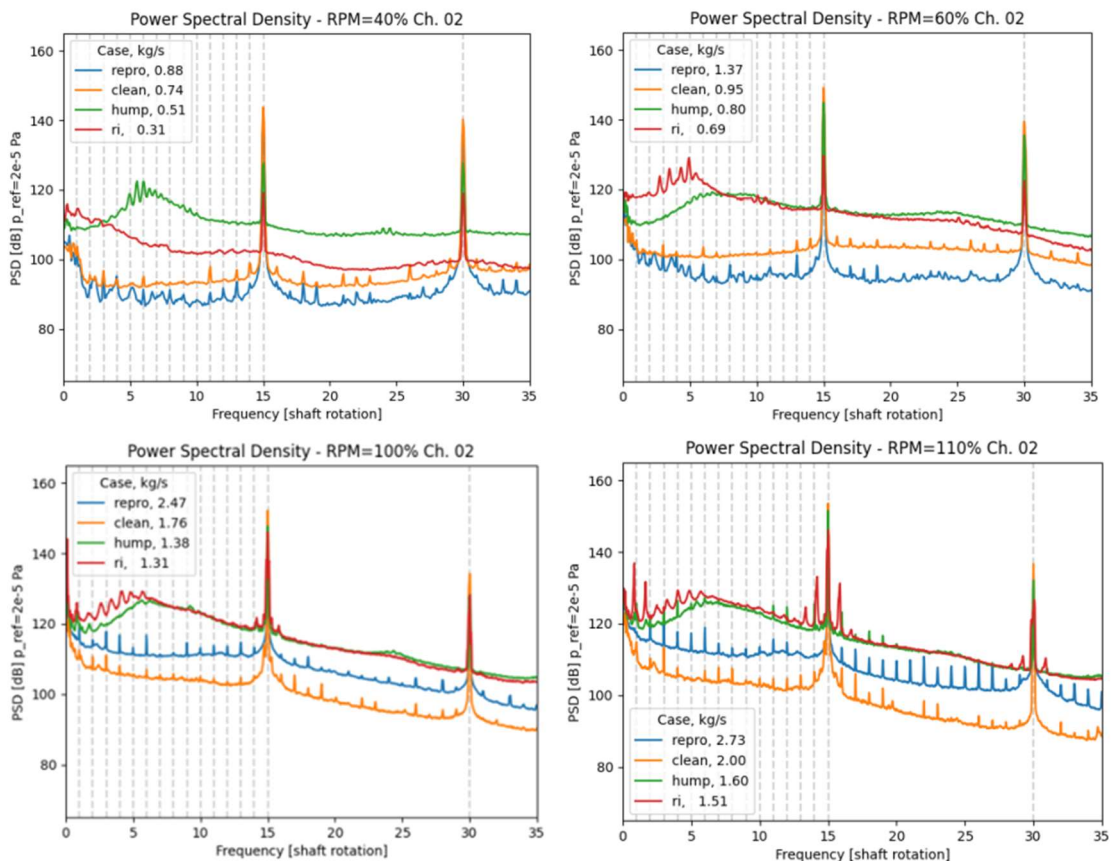 Power Spectral Density - RPM=40% Ch. 02
PSD [dB] p_ref=2e-5 Pa
160
140
120
100
80
Case, kg/s
repro, 0.88
clean, 0.74
hump, 0.51
ri, 0.31
0 5 10 15 20 25 30 35
Frequency [shaft rotation]
Power Spectral Density - RPM=60% Ch. 02
PSD [dB] p_ref=2e-5 Pa
160
140
120
100
80
Case, kg/s
repro, 1.37
clean, 0.95
hump, 0.80
ri, 0.69
0 5 10 15 20 25 30 35
Frequency [shaft rotation]
Power Spectral Density - RPM=100% Ch. 02
PSD [dB] p_ref=2e-5 Pa
160
140
120
100
80
Case, kg/s
repro, 2.47
clean, 1.76
hump, 1.38
ri, 1.31
0 5 10 15 20 25 30 35
Frequency [shaft rotation]
Power Spectral Density - RPM=110% Ch. 02
PSD [dB] p_ref=2e-5 Pa
160
140
120
100
80
Case, kg/s
repro, 2.73
clean, 2.00
hump, 1.60
ri, 1.51
0 5 10 15 20 25 30 35
Frequency [shaft rotation]